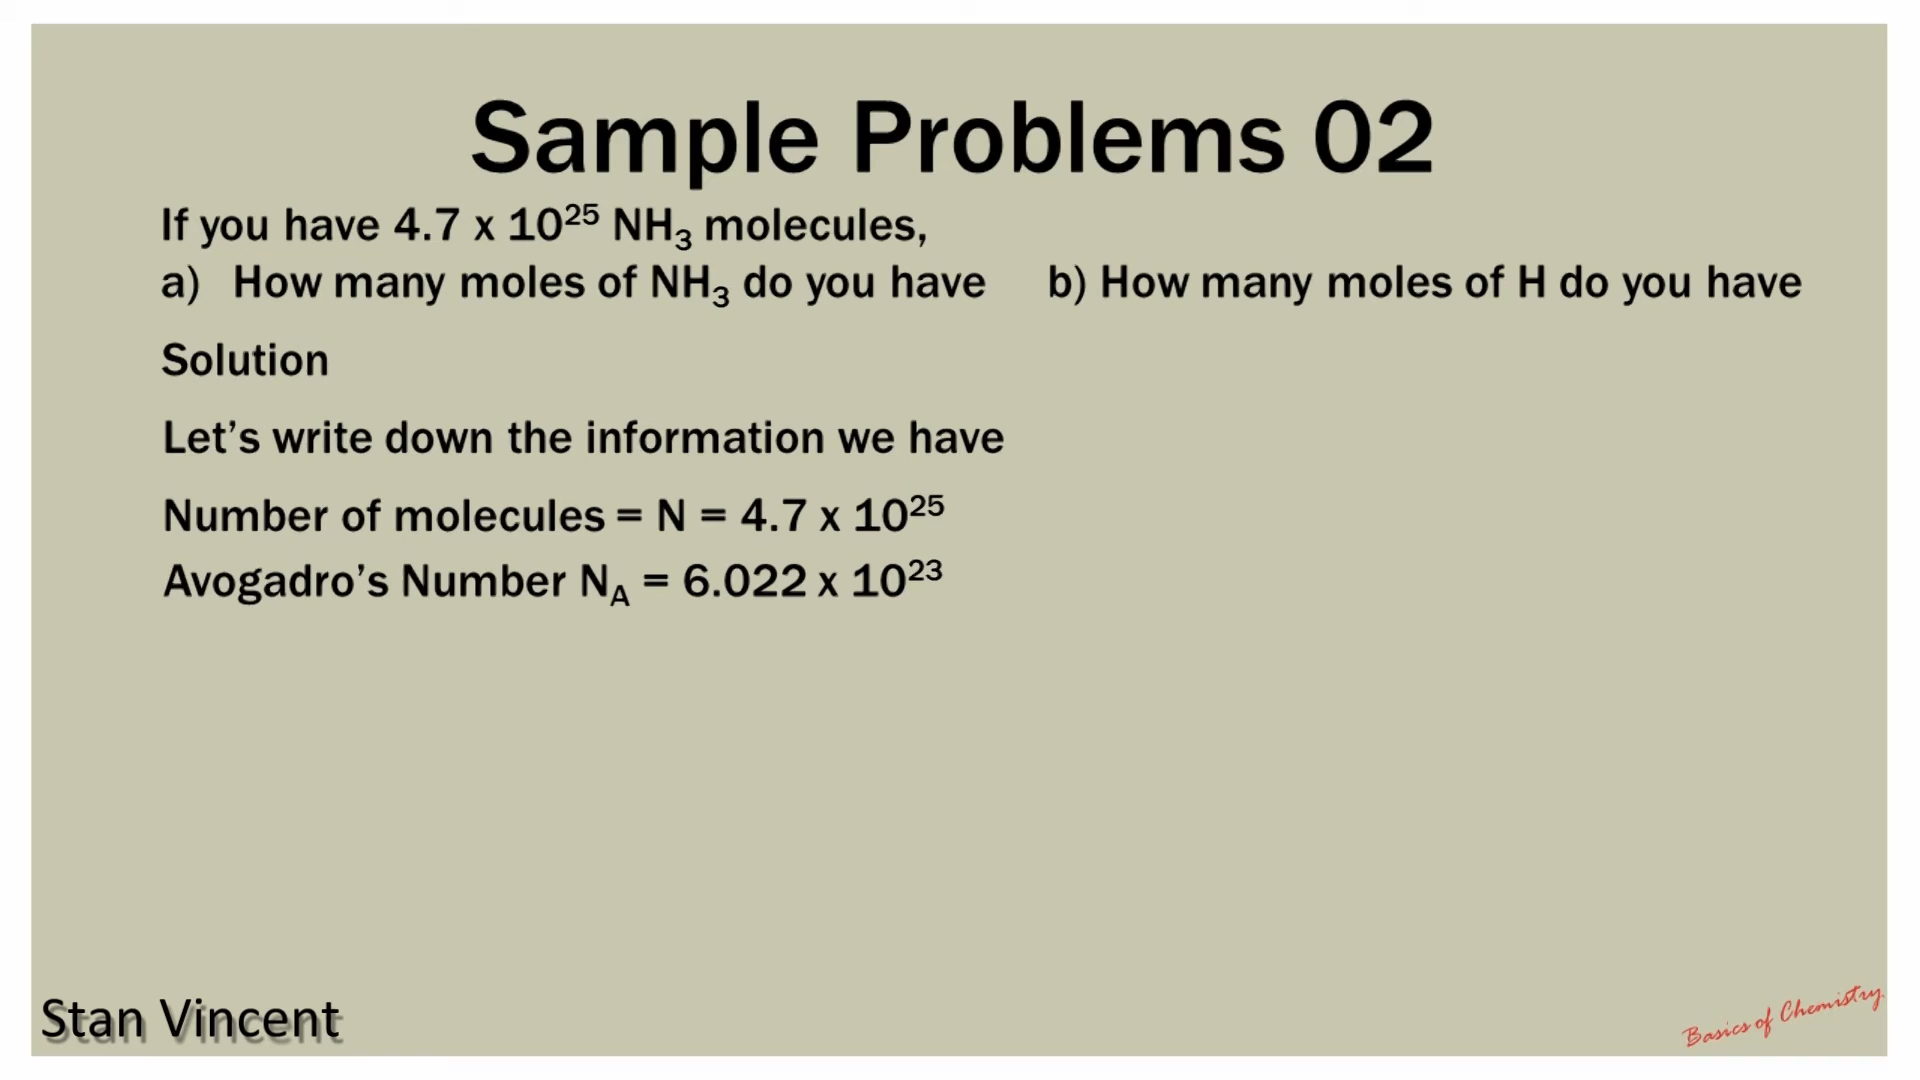 Sample Problems 02
If you have 4.7 x 10²⁵ NH₃ molecules,
a) How many moles of NH₃ do you have b) How many moles of H do you have
Solution
Let’s write down the information we have
Number of molecules = N = 4.7 x 10²⁵
Avogadro’s Number N_A = 6.022 x 10²³
Stan Vincent
Basics of Chemistry.